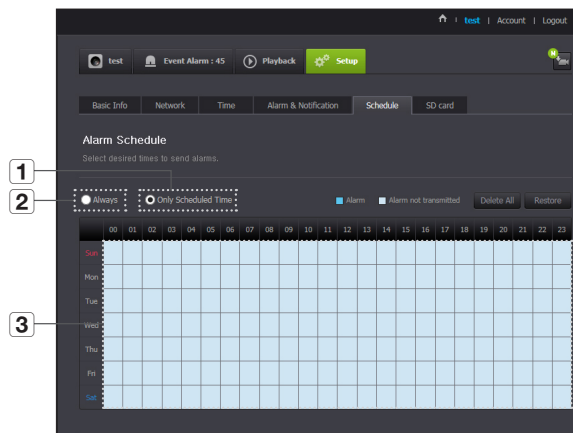 test | Account | Logout
test Event Alarm : 45 Playback Setup
M
Basic Info Network Time Alarm & Notification Schedule SD card
Alarm Schedule
Select desired times to send alarms.
1
2
Always Only Scheduled Time Alarm Alarm not transmitted Delete All Restore
00 01 02 03 04 05 06 07 08 09 10 11 12 13 14 15 16 17 18 19 20 21 22 23
Sun
Mon
Tue
3
Wed
Thu
Fri
Sat